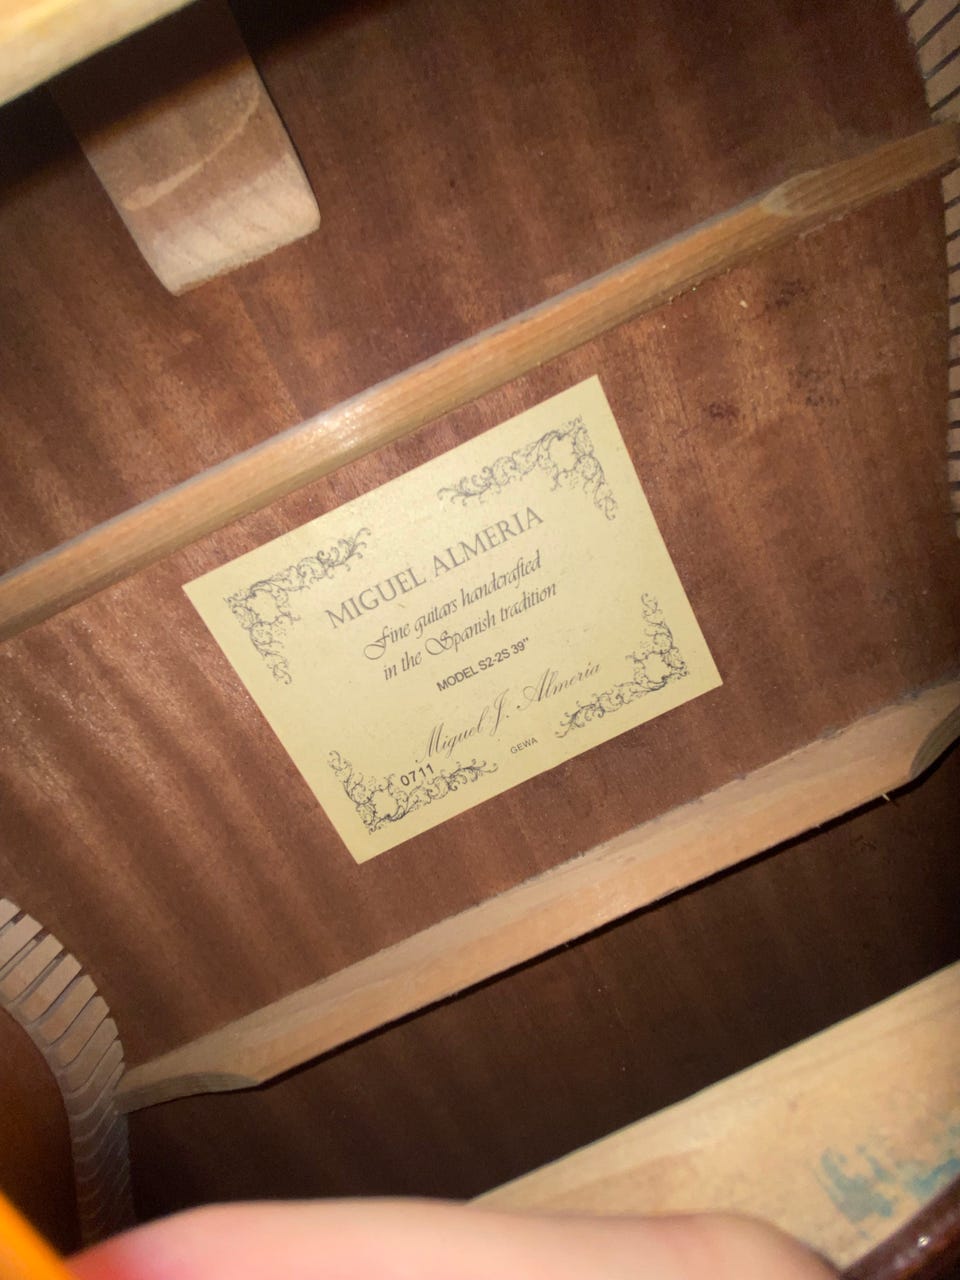 MIGUEL ALMERIA
Fine guitars handcrafted
in the Spanish tradition
MODEL S2-2S 39"
Miguel J. Almeria
0711
GEWA